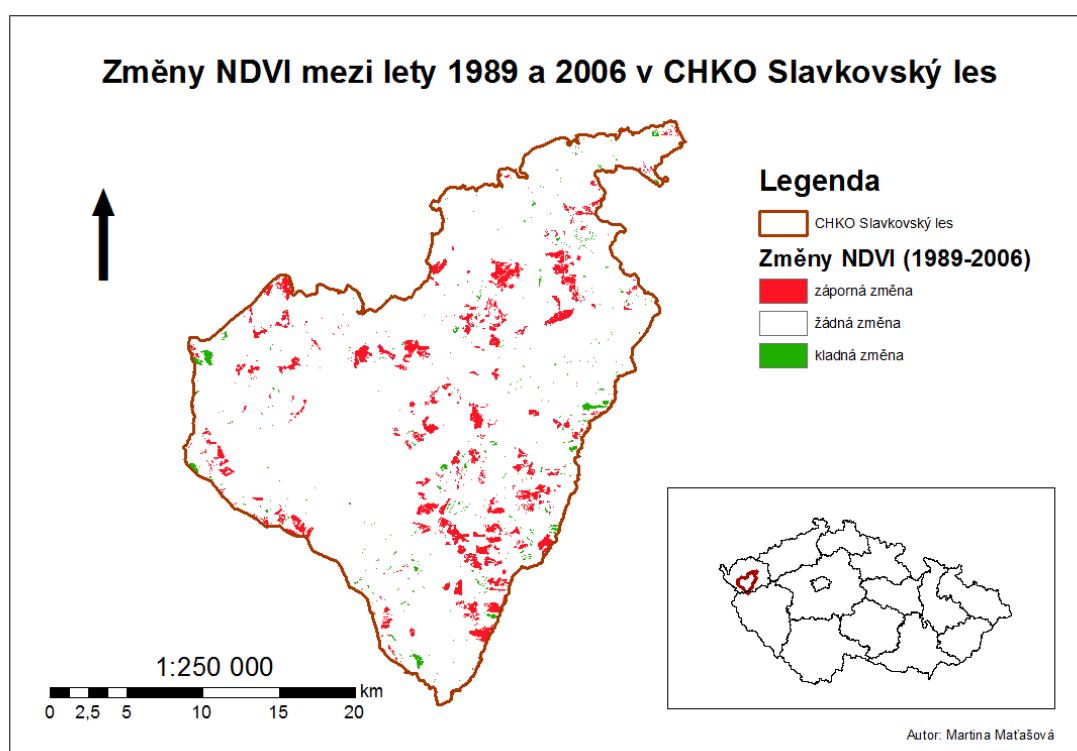 Změny NDVI mezi lety 1989 a 2006 v CHKO Slavkovský les
Legenda
CHKO Slavkovský les
Změny NDVI (1989-2006)
záporná změna
žádná změna
kladná změna
1:250 000
km
0 2,5 5 10 15 20
Autor: Martina Maťašová